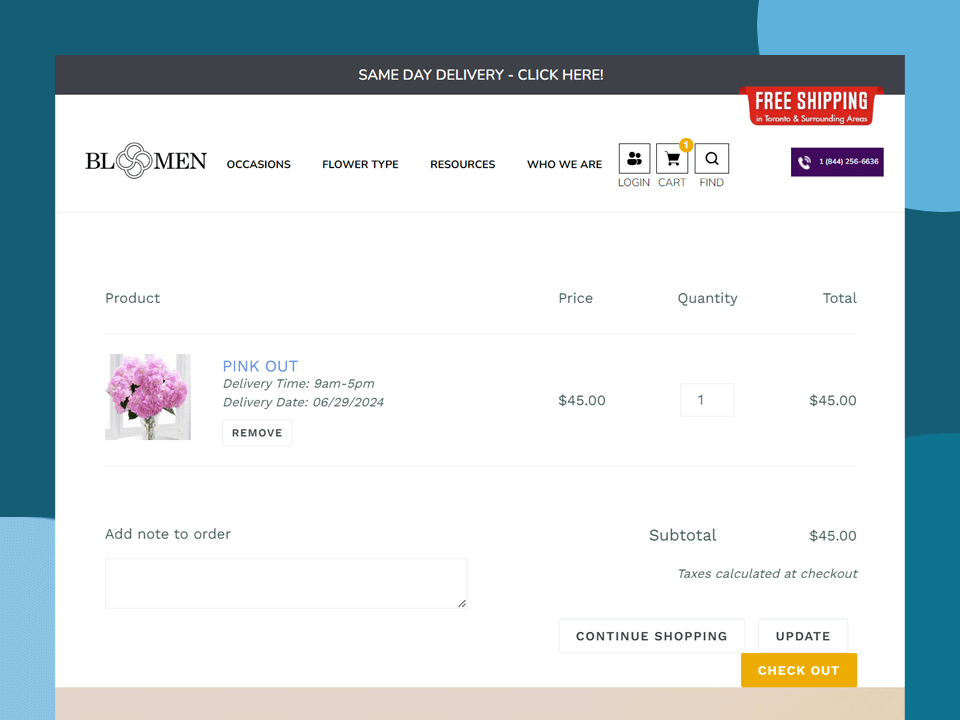 SAME DAY DELIVERY - CLICK HERE!
FREE SHIPPING
in Toronto & Surrounding Areas
BLOOMEN
OCCASIONS
FLOWER TYPE
RESOURCES
WHO WE ARE
1
LOGIN
CART
FIND
1 (844) 256-6636
Product
Price
Quantity
Total
PINK OUT
Delivery Time: 9am-5pm
Delivery Date: 06/29/2024
REMOVE
$45.00
1
$45.00
Add note to order
Subtotal
$45.00
Taxes calculated at checkout
CONTINUE SHOPPING
UPDATE
CHECK OUT